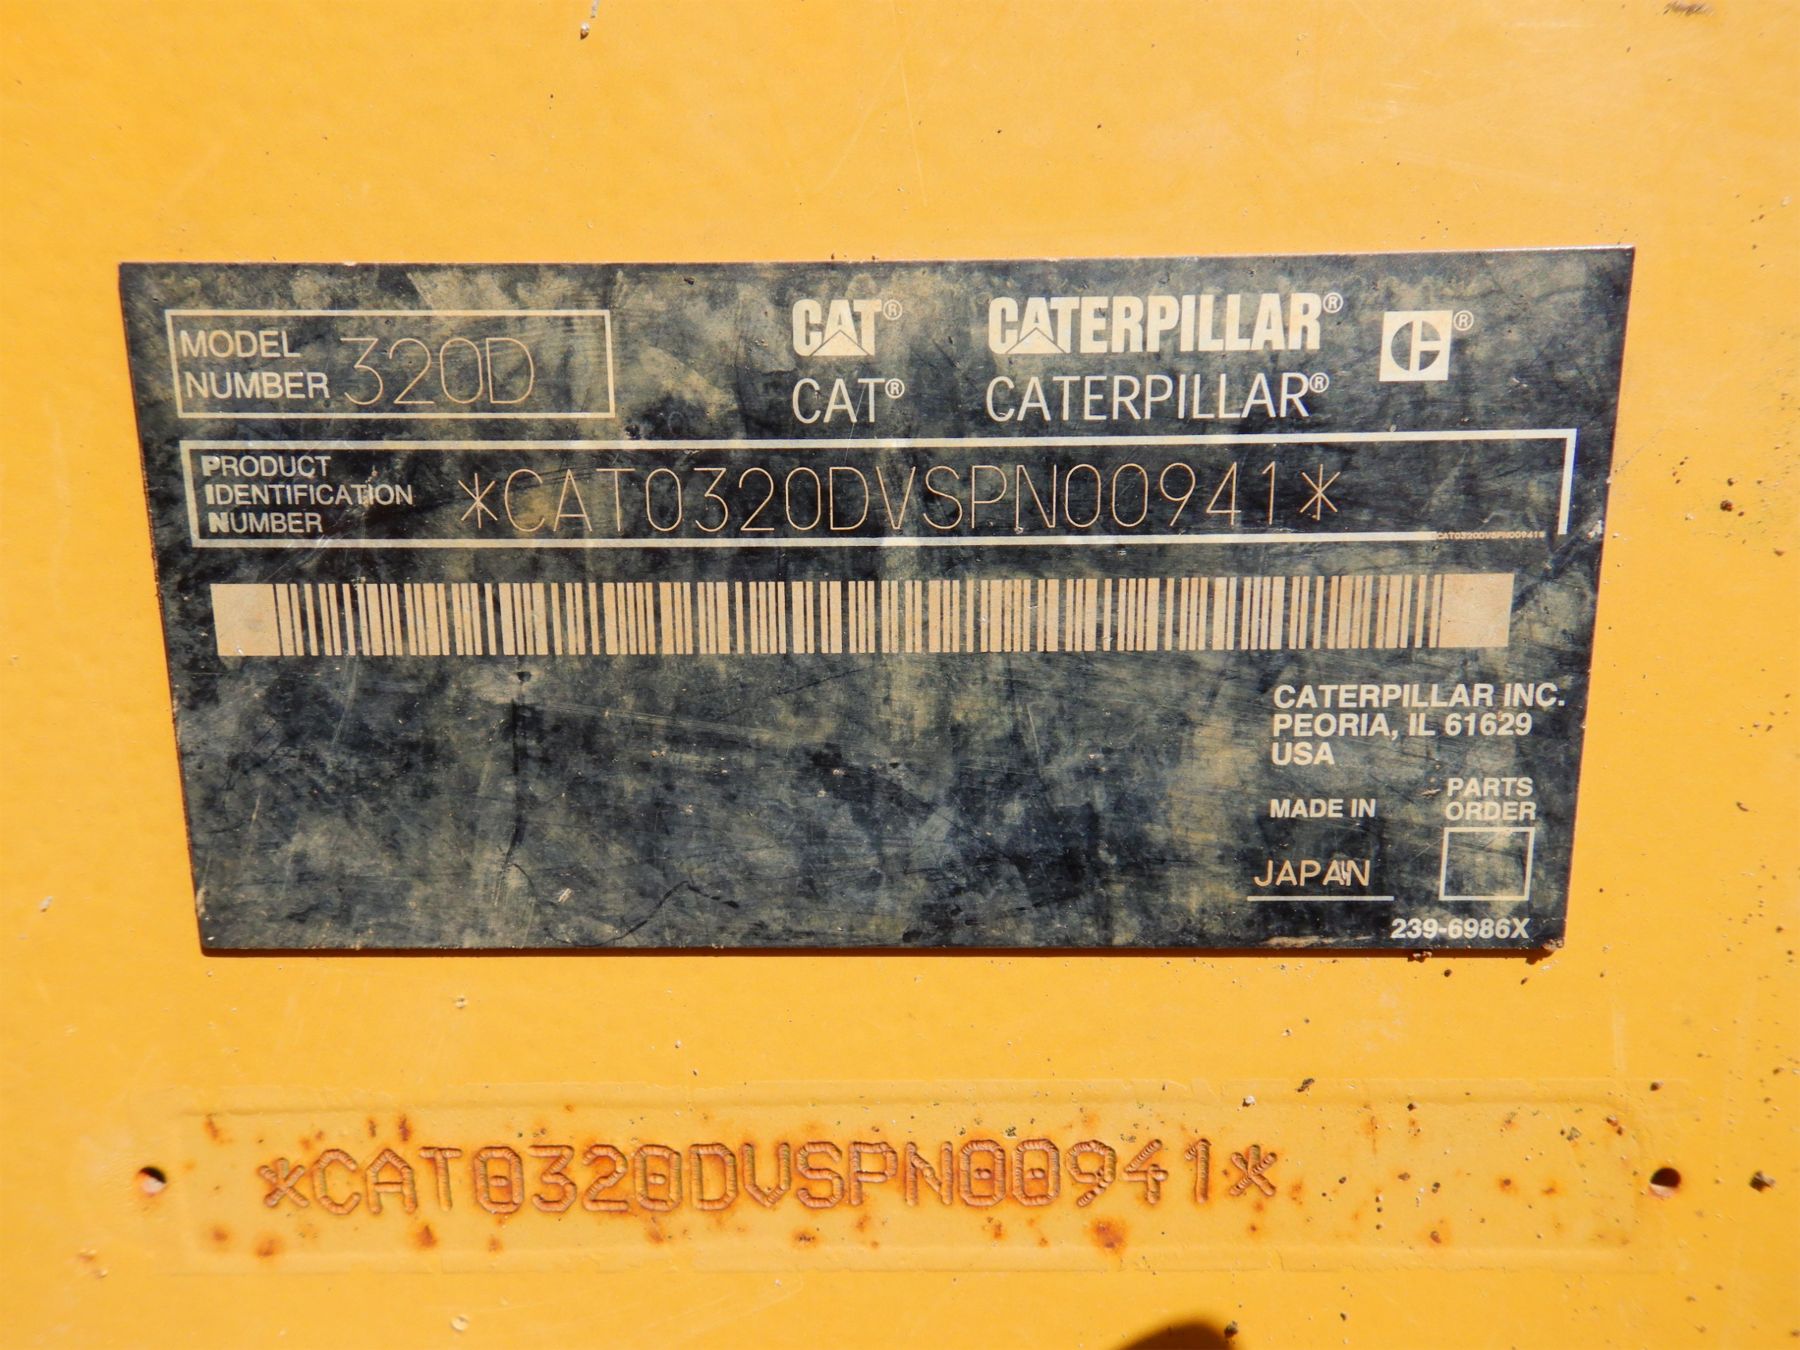 MODEL NUMBER 320D
CAT® CATERPILLAR® ®
CAT® CATERPILLAR®
PRODUCT
IDENTIFICATION
NUMBER
*CAT0320DVSPN00941*
*CAT0320DVSPN00941*
CATERPILLAR INC.
PEORIA, IL 61629
USA
MADE IN
JAPAN
PARTS
ORDER
239-6986X
*CAT0320DVSPN00941*